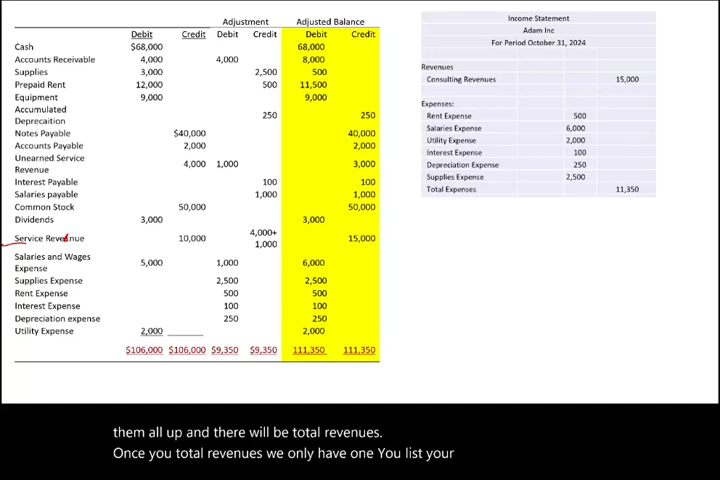 Adjustment Adjusted Balance
Debit Credit Debit Credit Debit Credit
Cash $68,000 68,000
Accounts Receivable 4,000 4,000 8,000
Supplies 3,000 2,500 500
Prepaid Rent 12,000 500 11,500
Equipment 9,000 9,000
Accumulated
Deprecaition 250 250
Notes Payable $40,000 40,000
Accounts Payable 2,000 2,000
Unearned Service
Revenue 4,000 1,000 3,000
Interest Payable 100 100
Salaries payable 1,000 1,000
Common Stock 50,000 50,000
Dividends 3,000 3,000
Service Revenue 10,000 4,000+ 15,000
1,000
Salaries and Wages
Expense 5,000 1,000 6,000
Supplies Expense 2,500 2,500
Rent Expense 500 500
Interest Expense 100 100
Depreciation expense 250 250
Utility Expense 2,000 2,000
$106,000 $106,000 $9,350 $9,350 111,350 111,350
Income Statement
Adam Inc
For Period October 31, 2024
Revenues
Consulting Revenues 15,000
Expenses:
Rent Expense 500
Salaries Expense 6,000
Utility Expense 2,000
Interest Expense 100
Depreciation Expense 250
Supplies Expense 2,500
Total Expenses 11,350
them all up and there will be total revenues.
Once you total revenues we only have one You list your